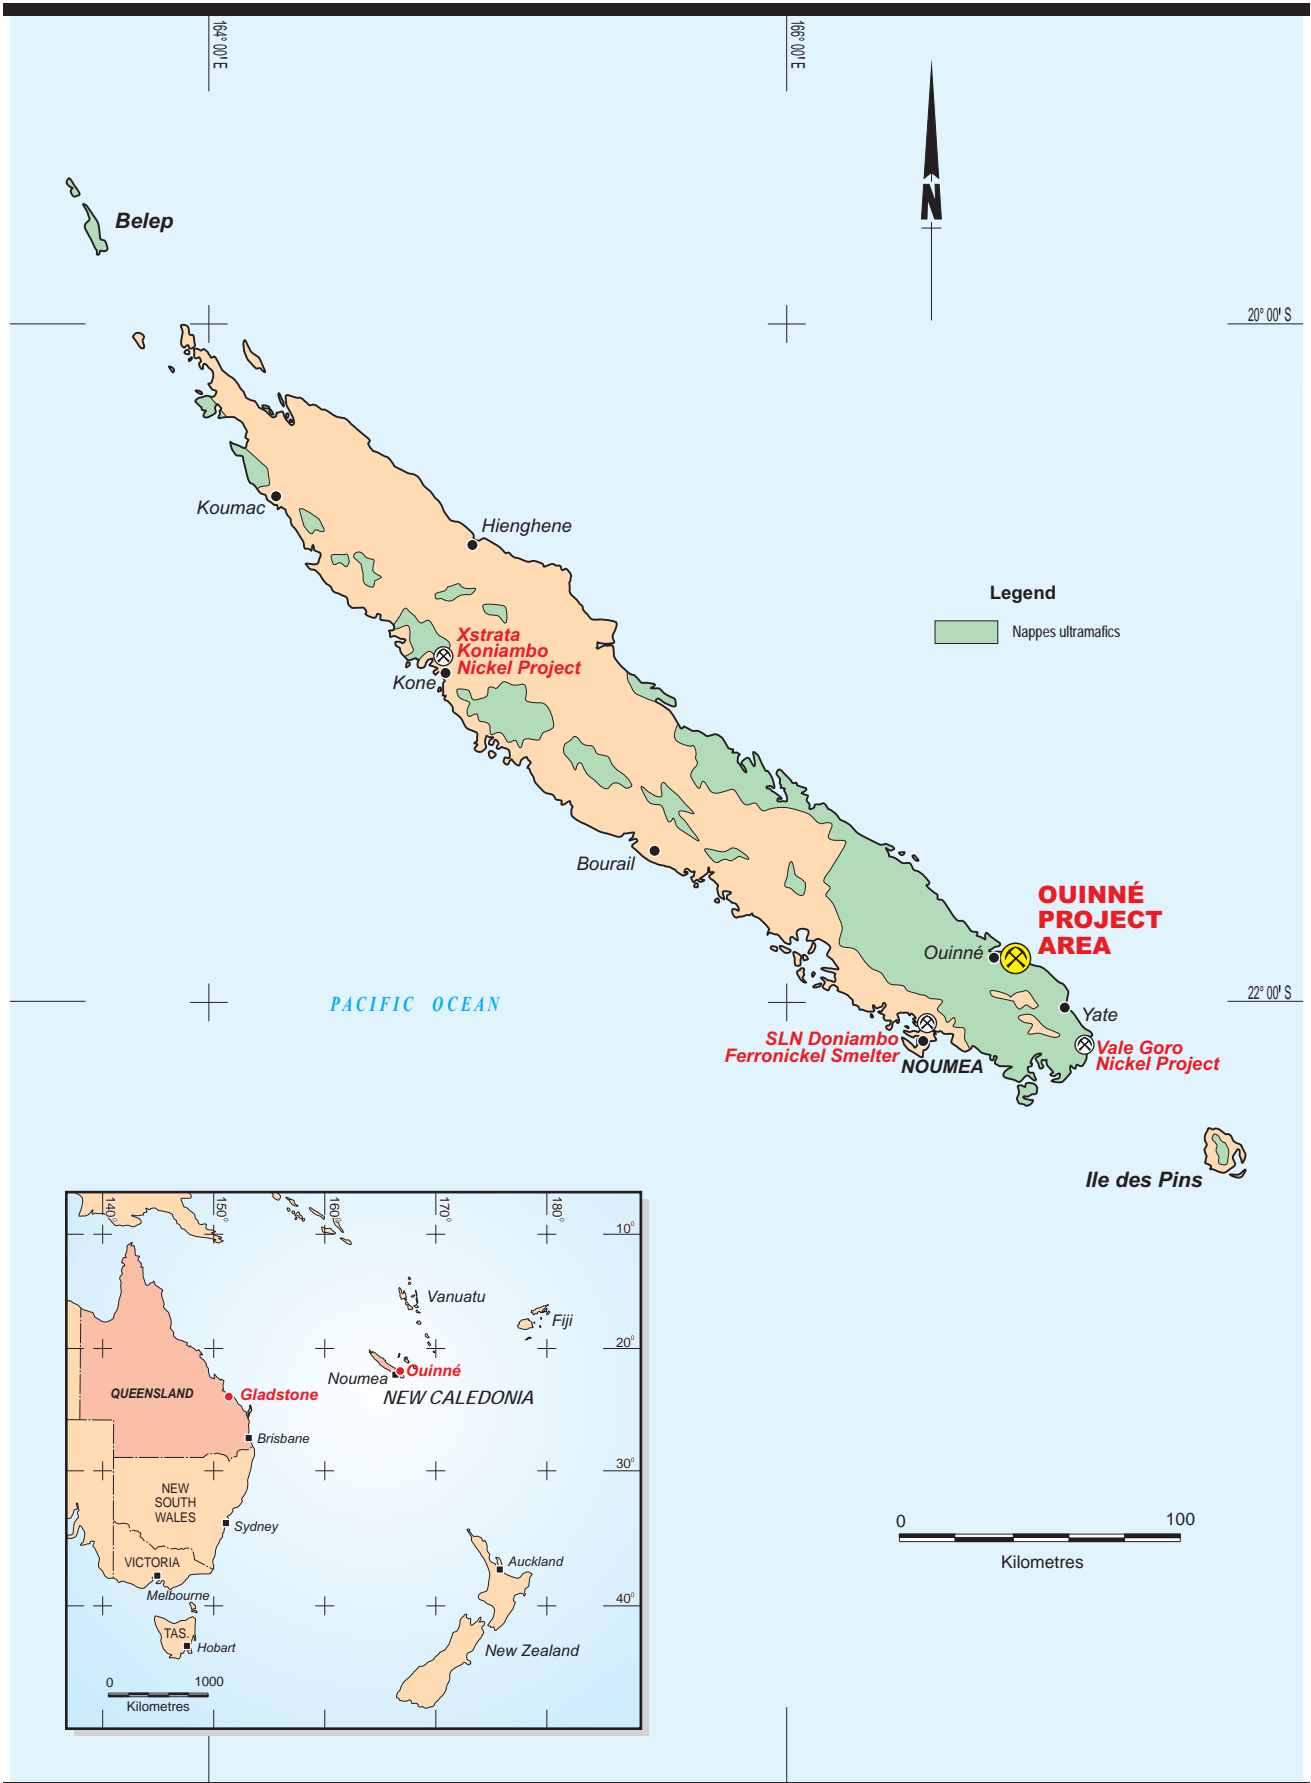 164° 00' E
166° 00' E
N
Belep
20° 00' S
Koumac
Hienghene
Legend
Nappes ultramafics
Xstrata
Koniambo
Nickel Project
Kone
Bourail
OUINNÉ
PROJECT
AREA
Ouinné
PACIFIC OCEAN
22° 00' S
Yate
SLN Doniambo
Ferronickel Smelter
NOUMEA
Vale Goro
Nickel Project
Ile des Pins
140°
150°
160°
170°
180°
10°
Vanuatu
Fiji
20°
Ouinné
Noumea
NEW CALEDONIA
QUEENSLAND
Gladstone
Brisbane
30°
NEW
SOUTH
WALES
Sydney
VICTORIA
Melbourne
Auckland
40°
TAS.
Hobart
New Zealand
0 1000
Kilometres
0 100
Kilometres